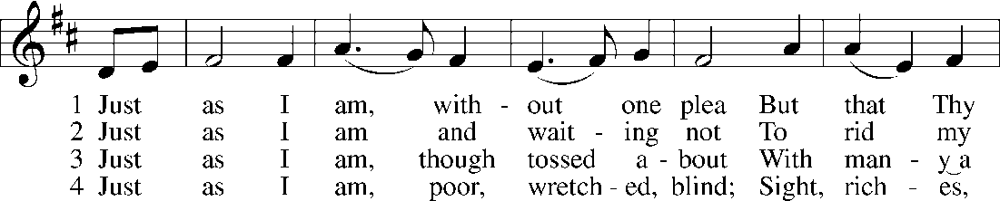 1 Just as I am, with - out one plea But that Thy
2 Just as I am and wait - ing not To rid my
3 Just as I am, though tossed a - bout With man - y a
4 Just as I am, poor, wretch - ed, blind; Sight, rich - es,